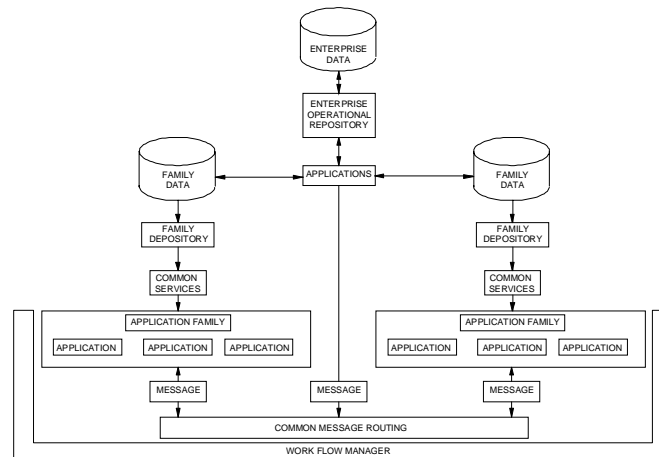 ENTERPRISE
DATA
ENTERPRISE
OPERATIONAL
REPOSITORY
FAMILY
DATA
APPLICATIONS
FAMILY
DATA
FAMILY
DEPOSITORY
FAMILY
DEPOSITORY
COMMON
SERVICES
COMMON
SERVICES
APPLICATION FAMILY
APPLICATION APPLICATION APPLICATION
APPLICATION FAMILY
APPLICATION APPLICATION APPLICATION
MESSAGE
MESSAGE
MESSAGE
COMMON MESSAGE ROUTING
WORK FLOW MANAGER